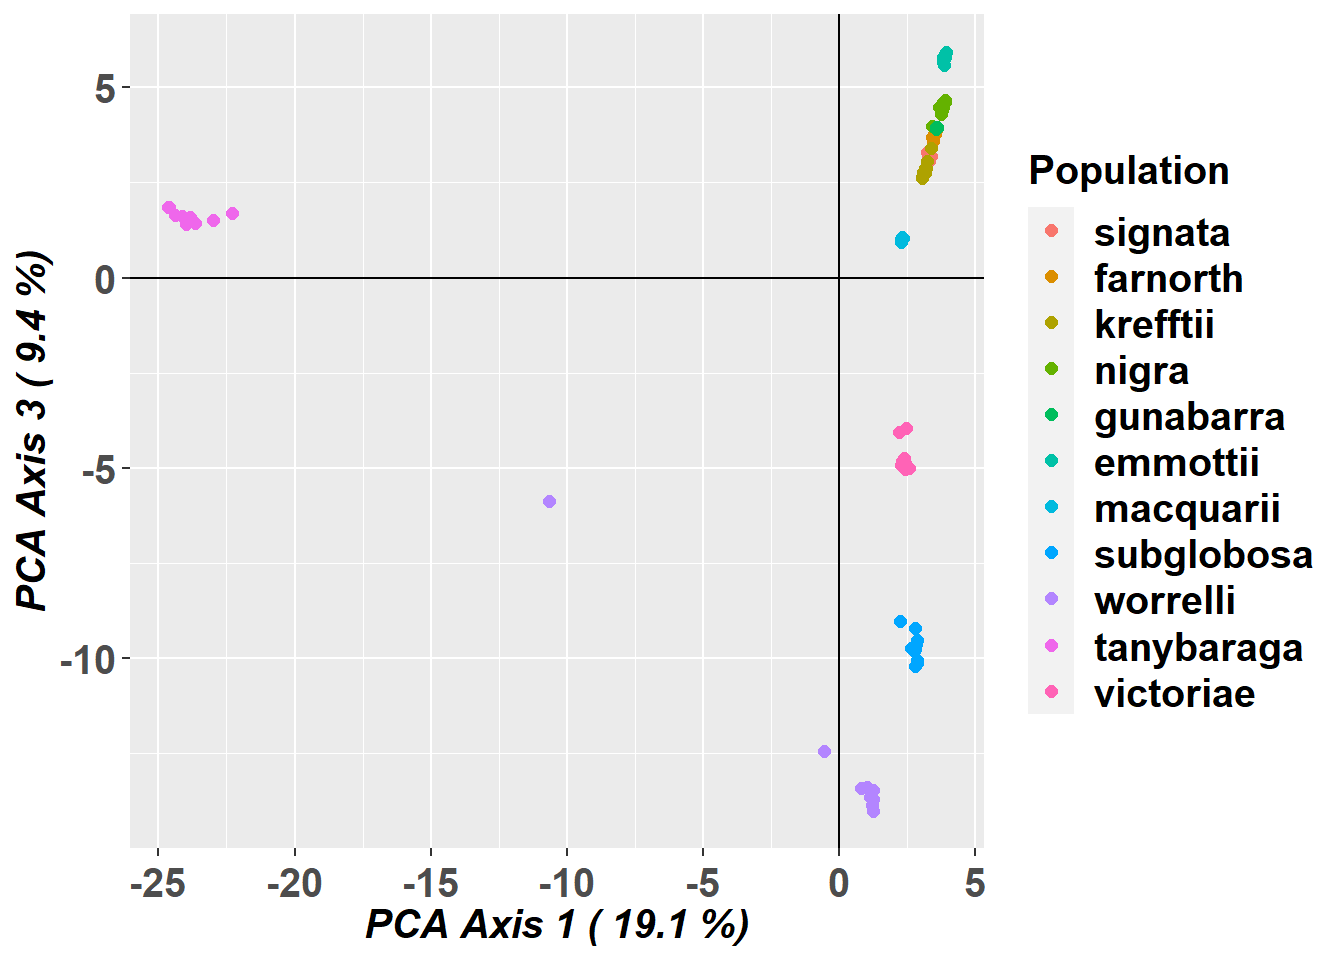 5
0
-5
-10
PCA Axis 3 ( 9.4 %)
-25 -20 -15 -10 -5 0 5
PCA Axis 1 ( 19.1 %)
Population
signata
farnorth
krefftii
nigra
gunabarra
emmottii
macquarii
subglobosa
worrelli
tanybaraga
victoriae